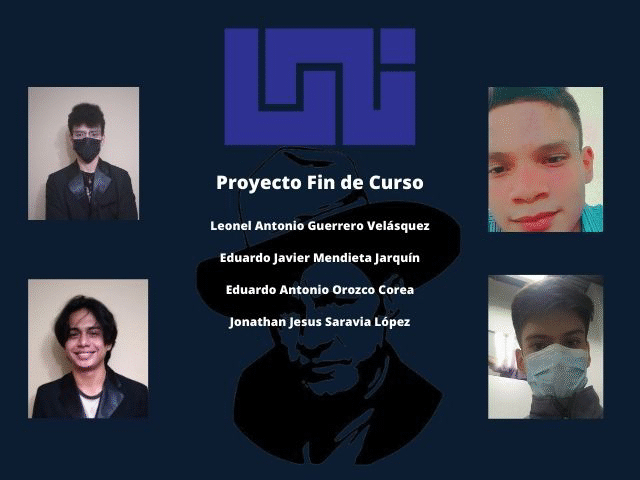 uni
Proyecto Fin de Curso
Leonel Antonio Guerrero Velásquez
Eduardo Javier Mendieta Jarquín
Eduardo Antonio Orozco Corea
Jonathan Jesus Saravia López